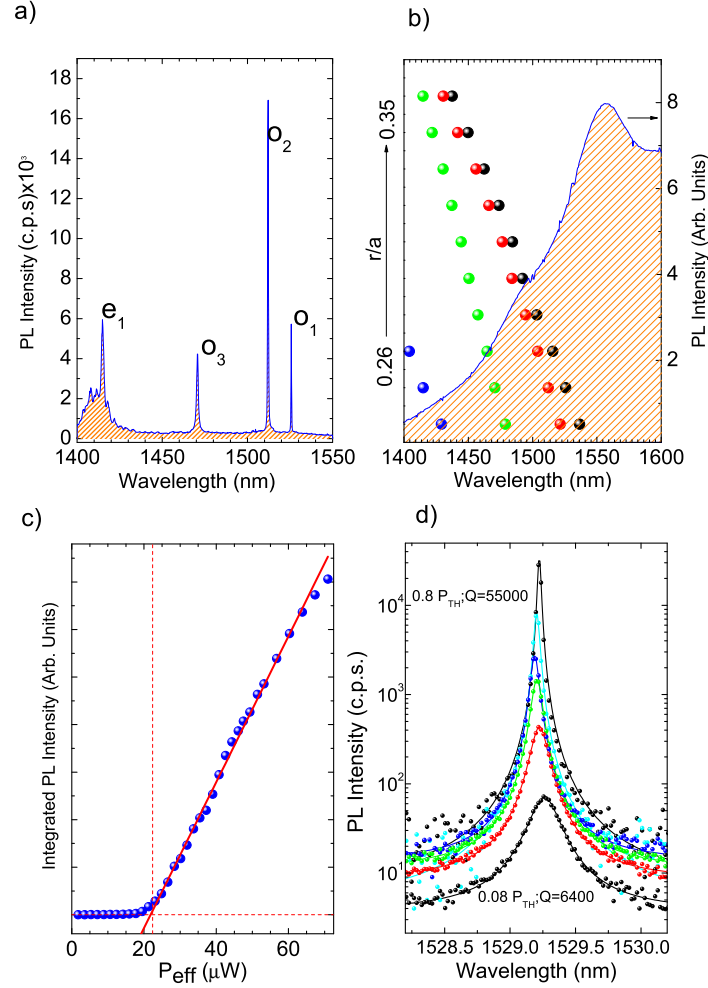 a)
PL Intensity (c.p.s)x10³
18
16
14
12
10
8
6
4
2
0
e₁
o₃
o₂
o₁
1400 1450 1500 1550
Wavelength (nm)
b)
r/a
0.26
0.35
8
6
4
2
PL Intensity (Arb. Units)
1400 1450 1500 1550 1600
Wavelength (nm)
c)
Integrated PL Intensity (Arb. Units)
0 20 40 60
P_eff (µW)
d)
PL Intensity (c.p.s.)
10⁴
10³
10²
10¹
0.8 P_TH;Q=55000
0.08 P_TH;Q=6400
1528.5 1529.0 1529.5 1530.0
Wavelength (nm)